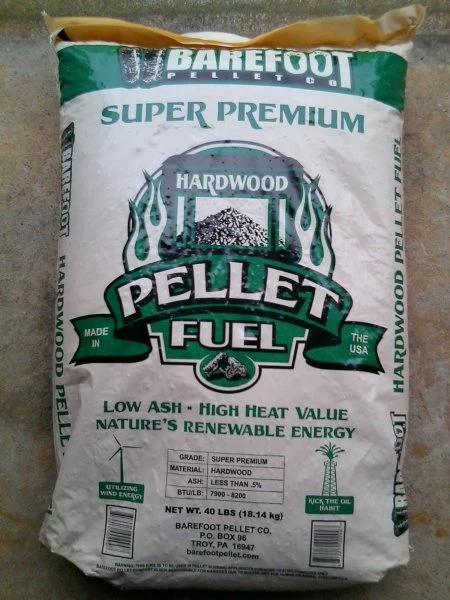 BAREFOOT
PELLET CO
SUPER PREMIUM
HARDWOOD
PELLET
FUEL
MADE
IN
THE
USA
LOW ASH • HIGH HEAT VALUE
NATURE'S RENEWABLE ENERGY
GRADE: SUPER PREMIUM
MATERIAL: HARDWOOD
ASH: LESS THAN .5%
BTU/LB: 7900 - 8200
UTILIZING
WIND ENERGY
KICK THE OIL
HABIT
NET WT. 40 LBS (18.14 kg)
BAREFOOT PELLET CO.
P.O. BOX 96
TROY, PA 16947
barefootpellet.com
BAREFOOT HARDWOOD PELL
BAREFOOT HARDWOOD PELLET FUEL